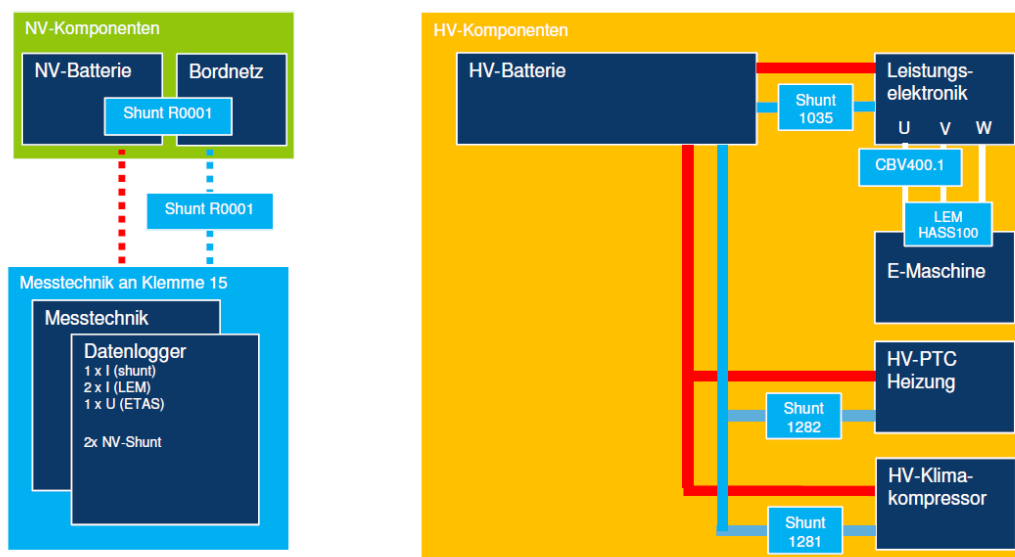 NV-Komponenten
NV-Batterie
Bordnetz
Shunt R0001
Shunt R0001
Messtechnik an Klemme 15
Messtechnik
Datenlogger
1 x I (shunt)
2 x I (LEM)
1 x U (ETAS)
2x NV-Shunt
HV-Komponenten
HV-Batterie
Shunt
1035
Leistungs-
elektronik
U V W
CBV400.1
LEM
HASS100
E-Maschine
HV-PTC
Heizung
Shunt
1282
HV-Klima-
kompressor
Shunt
1281